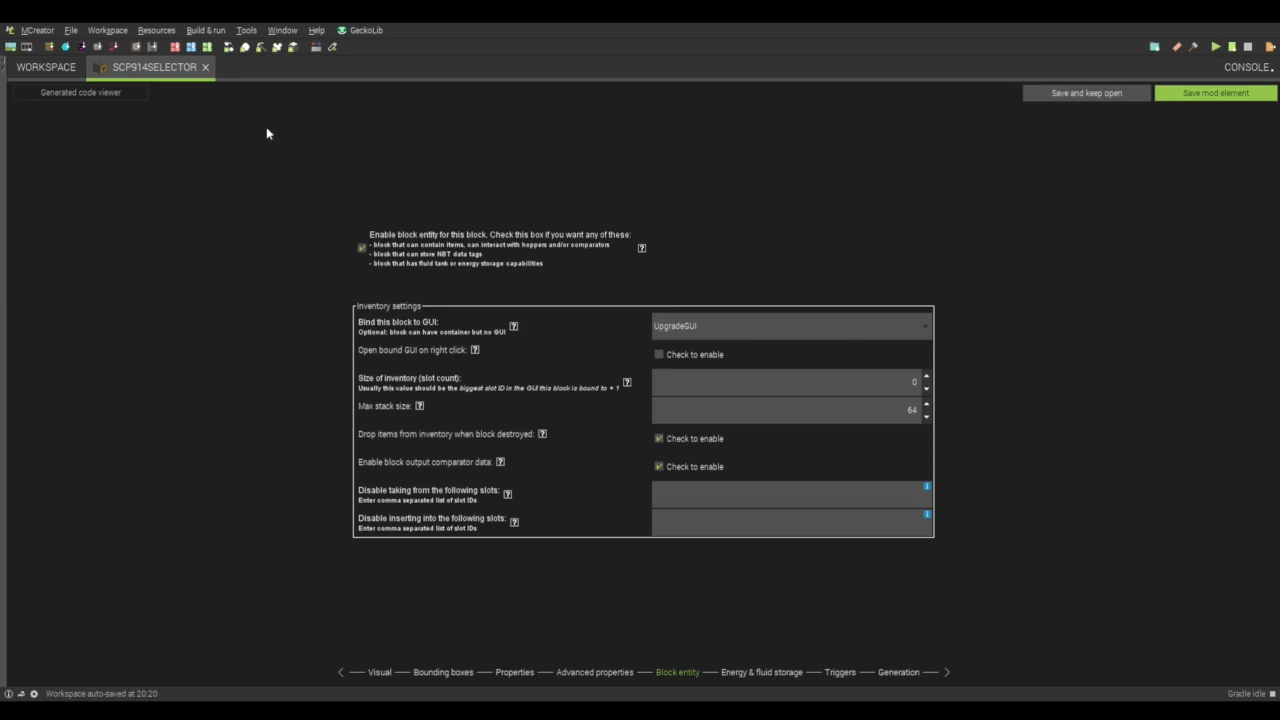 MCreator File Workspace Resources Build & run Tools Window Help GeckoLib
WORKSPACE SCP914SELECTOR CONSOLE
Generated code viewer Save and keep open Save mod element
Enable block entity for this block. Check this box if you want any of these:
- block that can contain items, can interact with hoppers and/or comparators
- block that can store NBT data tags
- block that has fluid tank or energy storage capabilities
Inventory settings
Bind this block to GUI: UpgradeGUI
Optional: block can have container but no GUI
Open bound GUI on right click: Check to enable
Size of inventory (slot count): 0
Usually this value should be the biggest slot ID in the GUI this block is bound to + 1
Max stack size: 64
Drop items from inventory when block destroyed: Check to enable
Enable block output comparator data: Check to enable
Disable taking from the following slots:
Enter comma separated list of slot IDs
Disable inserting into the following slots:
Enter comma separated list of slot IDs
Visual Bounding boxes Properties Advanced properties Block entity Energy & fluid storage Triggers Generation
Workspace auto-saved at 20:20 Gradle idle